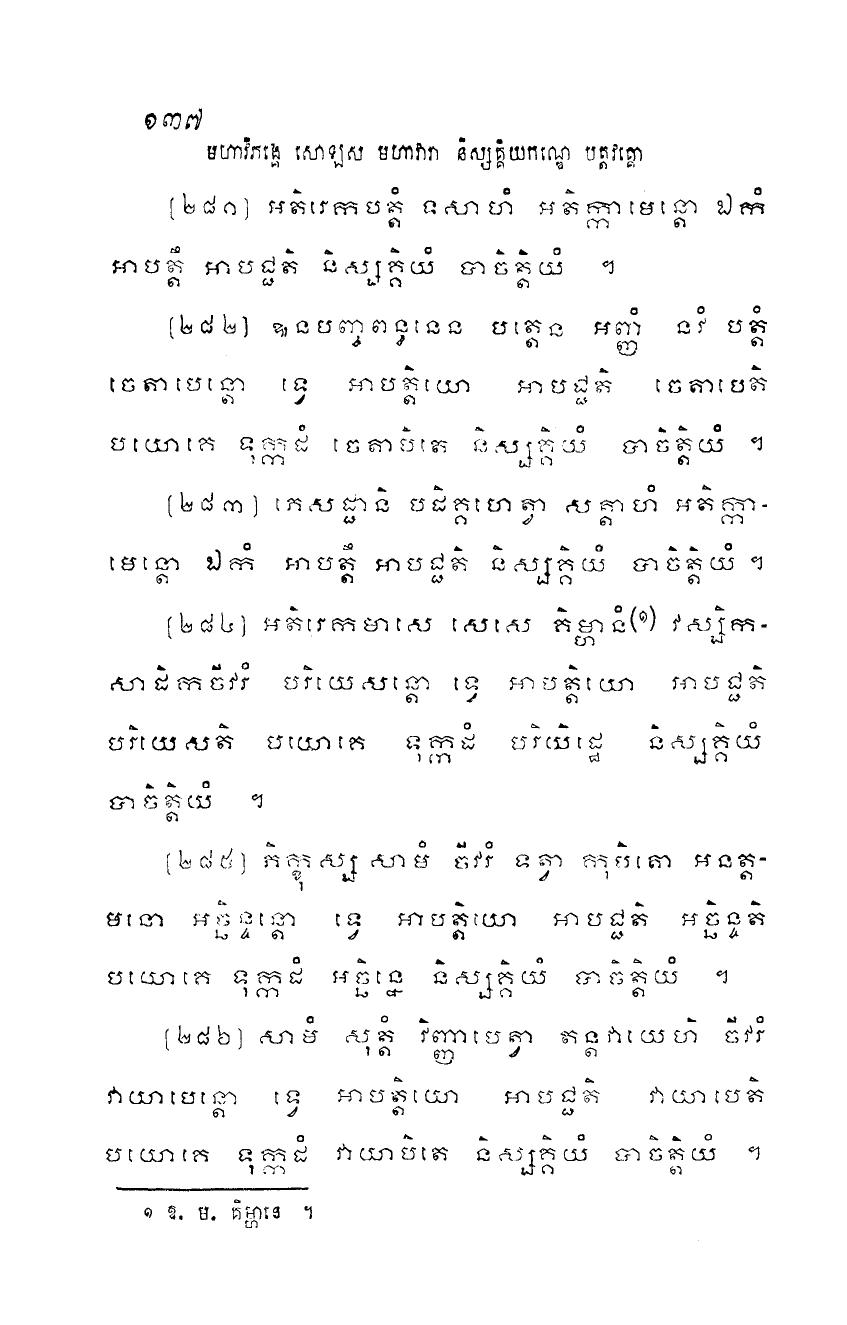 ១៣៧
មហាវិភង្គេ សោឡស មហាវារា និស្សគ្គិយកណ្ឌេ បត្តវគ្គោ
[២៨១] អតិរេកបត្តំ ទសាហំ អតិក្កាមេន្តោ ឯកំ
អាបត្តឹ អាបជ្ជតិ និស្សគ្គិយំ បាចិត្តិយំ ។
[២៨២] ឩនបញ្ចពន្ធនេន បត្តេន អញ្ញំ នវំ បត្តំ
ចេតាបេន្តោ ទ្វេ អាបត្តិយោ អាបជ្ជតិ ចេតាបេតិ
បយោគេ ទុក្កដំ ចេតាបិតេ និស្សគ្គិយំ បាចិត្តិយំ ។
[២៨៣] ភេសជ្ជានិ បដិគ្គហេត្វា សត្តាហំ អតិក្កា-
មេន្តោ ឯកំ អាបត្តឹ អាបជ្ជតិ និស្សគ្គិយំ បាចិត្តិយំ ។
[២៨៤] អតិរេកមាសេ សេសេ គិម្ហានំ(១) វស្សិក-
សាដិកចីវរំ បរិយេសន្តោ ទ្វេ អាបត្តិយោ អាបជ្ជតិ
បរិយេសតិ បយោគេ ទុក្កដំ បរិយិដ្ឋេ និស្សគ្គិយំ
បាចិត្តិយំ ។
[២៨៥] ភិក្ខុស្ស សាមំ ចីវរំ ទត្វា កុបិតោ អនត្ត-
មនោ អច្ឆិន្ទន្តោ ទ្វេ អាបត្តិយោ អាបជ្ជតិ អច្ឆិន្ទតិ
បយោគេ ទុក្កដំ អច្ឆិន្នេ និស្សគ្គិយំ បាចិត្តិយំ ។
[២៨៦] សាមំ សុត្តំ វិញ្ញាបេត្វា តន្តវាយេហិ ចីវរំ
វាយាបេន្តោ ទ្វេ អាបត្តិយោ អាបជ្ជតិ វាយាបេតិ
បយោគេ ទុក្កដំ វាយាបិតេ និស្សគ្គិយំ បាចិត្តិយំ ។
១ ឱ. ម. គិម្ហានេ ។